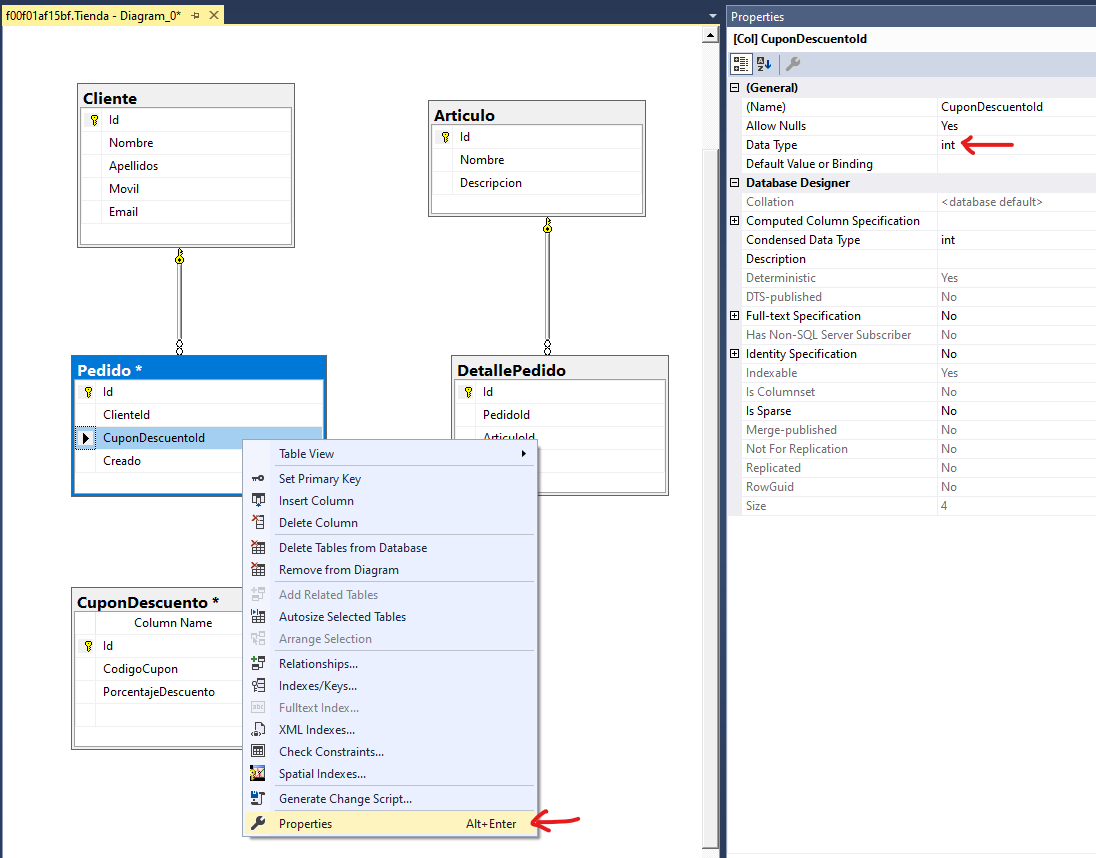 f00f01af15bf.Tienda - Diagram_0*
Cliente
Id
Nombre
Apellidos
Movil
Email
Articulo
Id
Nombre
Descripcion
Pedido *
Id
ClienteId
CuponDescuentoId
Creado
DetallePedido
Id
PedidoId
ArticuloId
CuponDescuento *
Column Name
Id
CodigoCupon
PorcentajeDescuento
Table View
Set Primary Key
Insert Column
Delete Column
Delete Tables from Database
Remove from Diagram
Add Related Tables
Autosize Selected Tables
Arrange Selection
Relationships...
Indexes/Keys...
Fulltext Index...
XML Indexes...
Check Constraints...
Spatial Indexes...
Generate Change Script...
Properties Alt+Enter
Properties
[Col] CuponDescuentoId
(General)
(Name) CuponDescuentoId
Allow Nulls Yes
Data Type int
Default Value or Binding
Database Designer
Collation <database default>
Computed Column Specification
Condensed Data Type int
Description
Deterministic Yes
DTS-published No
Full-text Specification No
Has Non-SQL Server Subscriber No
Identity Specification No
Indexable Yes
Is Columnset No
Is Sparse No
Merge-published No
Not For Replication No
Replicated No
RowGuid No
Size 4